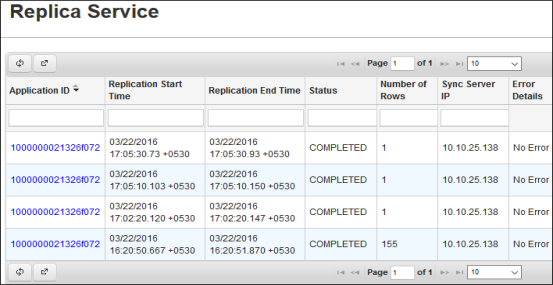 Replica Service
Page 1 of 1 10
Application ID Replication Start Time Replication End Time Status Number of Rows Sync Server IP Error Details
1000000021326f072 03/22/2016 17:05:30.73 +0530 03/22/2016 17:05:30.93 +0530 COMPLETED 1 10.10.25.138 No Error
1000000021326f072 03/22/2016 17:05:10.103 +0530 03/22/2016 17:05:10.150 +0530 COMPLETED 1 10.10.25.138 No Error
1000000021326f072 03/22/2016 17:02:20.120 +0530 03/22/2016 17:02:20.147 +0530 COMPLETED 1 10.10.25.138 No Error
1000000021326f072 03/22/2016 16:20:50.667 +0530 03/22/2016 16:20:51.870 +0530 COMPLETED 155 10.10.25.138 No Error
Page 1 of 1 10